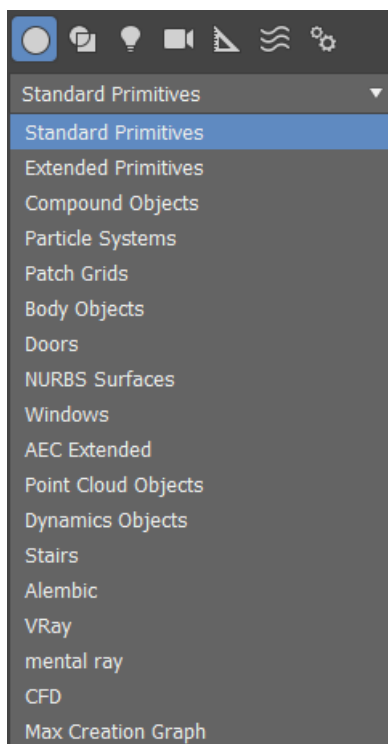 Standard Primitives
Standard Primitives
Extended Primitives
Compound Objects
Particle Systems
Patch Grids
Body Objects
Doors
NURBS Surfaces
Windows
AEC Extended
Point Cloud Objects
Dynamics Objects
Stairs
Alembic
VRay
mental ray
CFD
Max Creation Graph